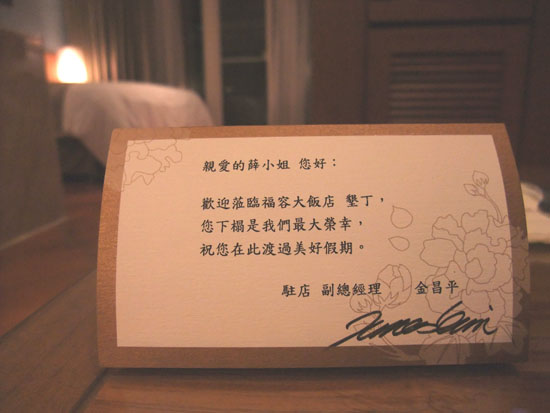 親愛的薛小姐 您好：
歡迎蒞臨福容大飯店 墾丁，
您下榻是我們最大榮幸，
祝您在此渡過美好假期。
駐店 副總經理 金昌平